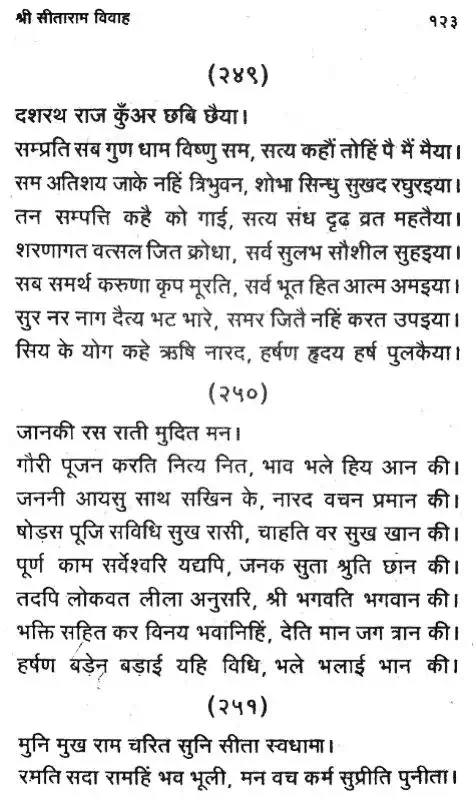 श्री सीताराम विवाह
१२३
(२४९)
दशरथ राज कुँअर छबि छैया।
सम्प्रति सब गुण धाम विष्णु सम, सत्य कहौं तोहिं पै मैं मैया।
सम अतिशय जाके नहिं त्रिभुवन, शोभा सिन्धु सुखद रघुरइया।
तन सम्पत्ति कहै को गाई, सत्य संध दृढ व्रत महतैया।
शरणागत वत्सल जित क्रोधा, सर्व सुलभ सौशील सुहइया।
सब समर्थ करुणा कृप मूरति, सर्व भूत हित आत्म अमइया।
सुर नर नाग दैत्य भट भारे, समर जितै नहिं करत उपइया।
सिय के योग कहे ऋषि नारद, हर्षण हृदय हर्ष पुलकैया।
(२५०)
जानकी रस राती मुदित मन।
गौरी पूजन करति नित्य नित, भाव भले हिय आन की।
जननी आयसु साथ सखिन के, नारद वचन प्रमान की।
षोड्स पूजि सविधि सुख रासी, चाहति वर सुख खान की।
पूर्ण काम सर्वेश्वरि यद्यपि, जनक सुता श्रुति छान की।
तदपि लोकवत लीला अनुसरि, श्री भगवति भगवान की।
भक्ति सहित कर विनय भवानिहिं, देति मान जग त्रान की।
हर्षण बड़ेन बड़ाई यहि विधि, भले भलाई भान की।
(२५१)
मुनि मुख राम चरित सुनि सीता स्वधामा।
रमति सदा रामहिं भव भूली, मन वच कर्म सुप्रीति पुनीता।